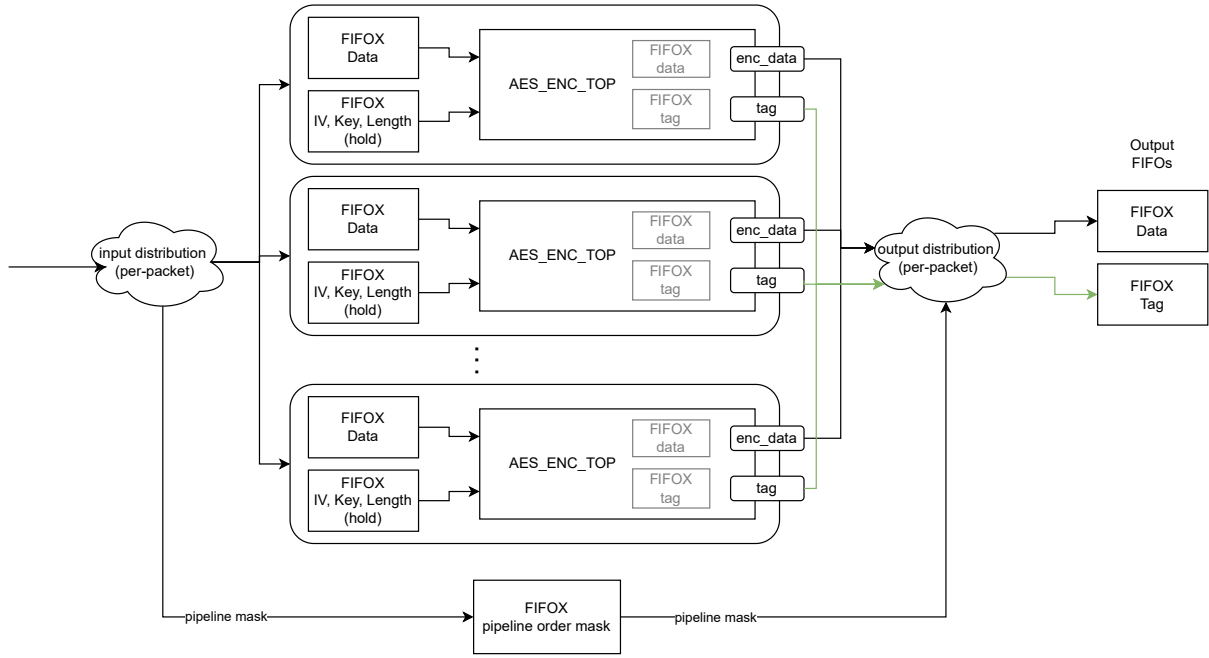 FIFOX
Data
FIFOX
IV, Key, Length
(hold)
AES_ENC_TOP
FIFOX
data
FIFOX
tag
enc_data
tag
FIFOX
Data
FIFOX
IV, Key, Length
(hold)
AES_ENC_TOP
FIFOX
data
FIFOX
tag
enc_data
tag
input distribution
(per-packet)
output distribution
(per-packet)
Output
FIFOs
FIFOX
Data
FIFOX
Tag
FIFOX
Data
FIFOX
IV, Key, Length
(hold)
AES_ENC_TOP
FIFOX
data
FIFOX
tag
enc_data
tag
pipeline mask
FIFOX
pipeline order mask
pipeline mask